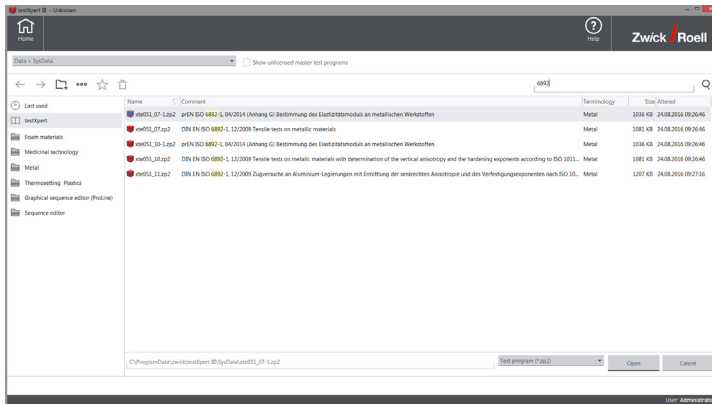 testXpert III - Unknown
Home
Help
Zwick Roell
Data + SysData
Show unlicensed master test programs
6892
Last used
testXpert
Foam materials
Medicinal technology
Metal
Thermosetting Plastics
Graphical sequence editor (ProLine)
Sequence editor
Name Comment Terminology Size Altered
xte051_07-1.zp2 prEN ISO 6892-1, 04/2014 (Anhang G) Bestimmung des Elastizitätsmoduls an metallischen Werkstoffen Metal 1036 KB 24.08.2016 09:26:46
xte051_07.zp2 DIN EN ISO 6892-1, 12/2009 Tensile tests on metallic materials Metal 1081 KB 24.08.2016 09:26:46
xte051_10-1.zp2 prEN ISO 6892-1, 04/2014 (Anhang G) Bestimmung des Elastizitätsmoduls an metallischen Werkstoffen Metal 1036 KB 24.08.2016 09:26:46
xte051_10.zp2 DIN EN ISO 6892-1, 12/2009 Tensile tests on metalic materials with determination of the vertical anisotropy and the hardening exponents according to ISO 1011... Metal 1081 KB 24.08.2016 09:26:46
xte051_11.zp2 DIN EN ISO 6892-1, 12/2009 Zugversuche an Aluminium-Legierungen mit Ermittlung der senkrechten Anisotropie und des Verfestigungsexponenten nach ISO 10... Metal 1207 KB 24.08.2016 09:27:16
C:\ProgramData\zwick\testXpert III\SysData\xte051_07-1.zp2
Test program (*.zp2)
Open
Cancel
User: Administrato